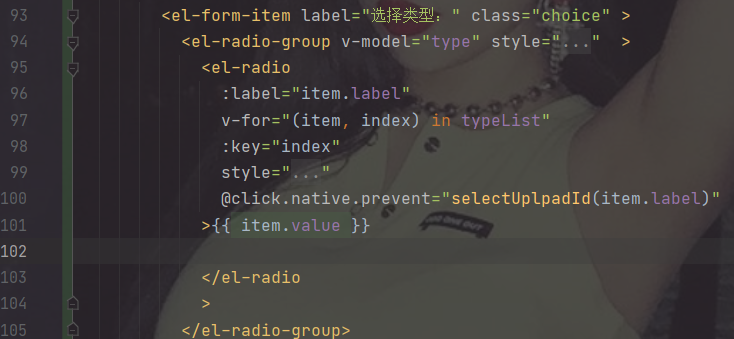 93 <el-form-item label="选择类型：" class="choice" >
94 <el-radio-group v-model="type" style="..." >
95 <el-radio
96 :label="item.label"
97 v-for="(item, index) in typeList"
98 :key="index"
99 style="..."
100 @click.native.prevent="selectUplpadId(item.label)"
101 >{{ item.value }}
102
103 </el-radio
104 >
105 </el-radio-group>